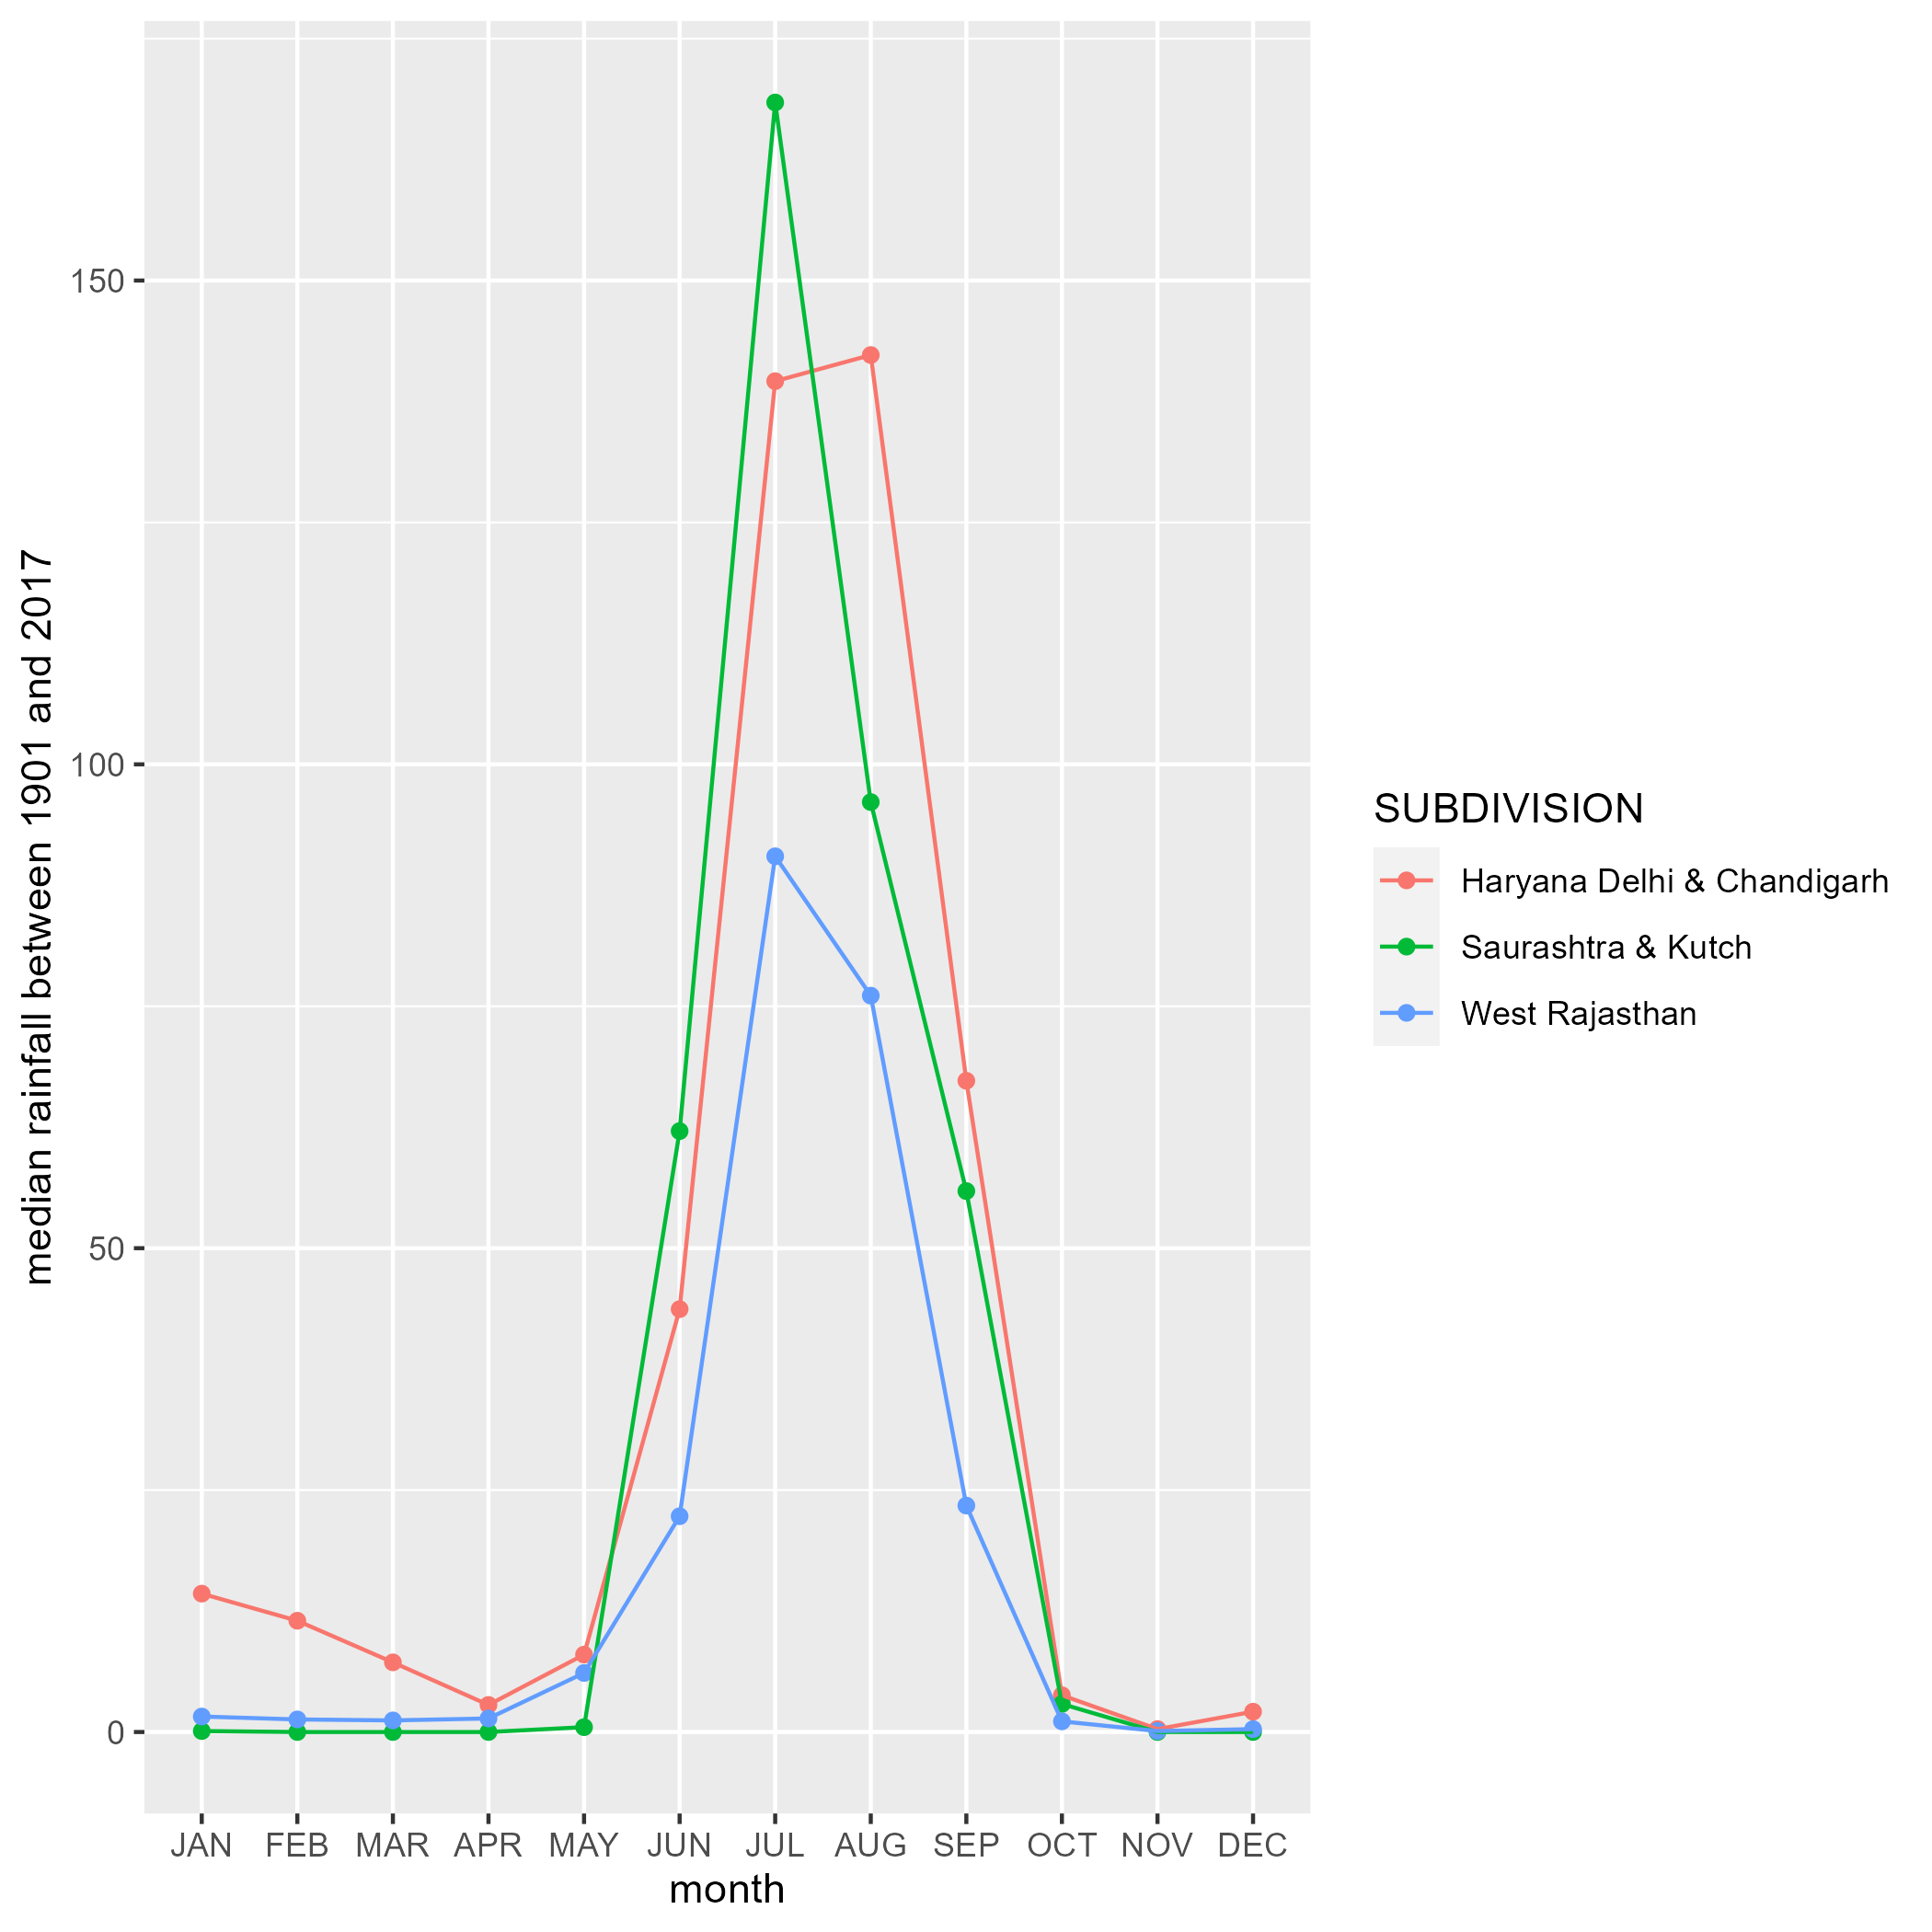 median rainfall between 1901 and 2017
150
100
50
0
JAN FEB MAR APR MAY JUN JUL AUG SEP OCT NOV DEC
month
SUBDIVISION
Haryana Delhi & Chandigarh
Saurashtra & Kutch
West Rajasthan